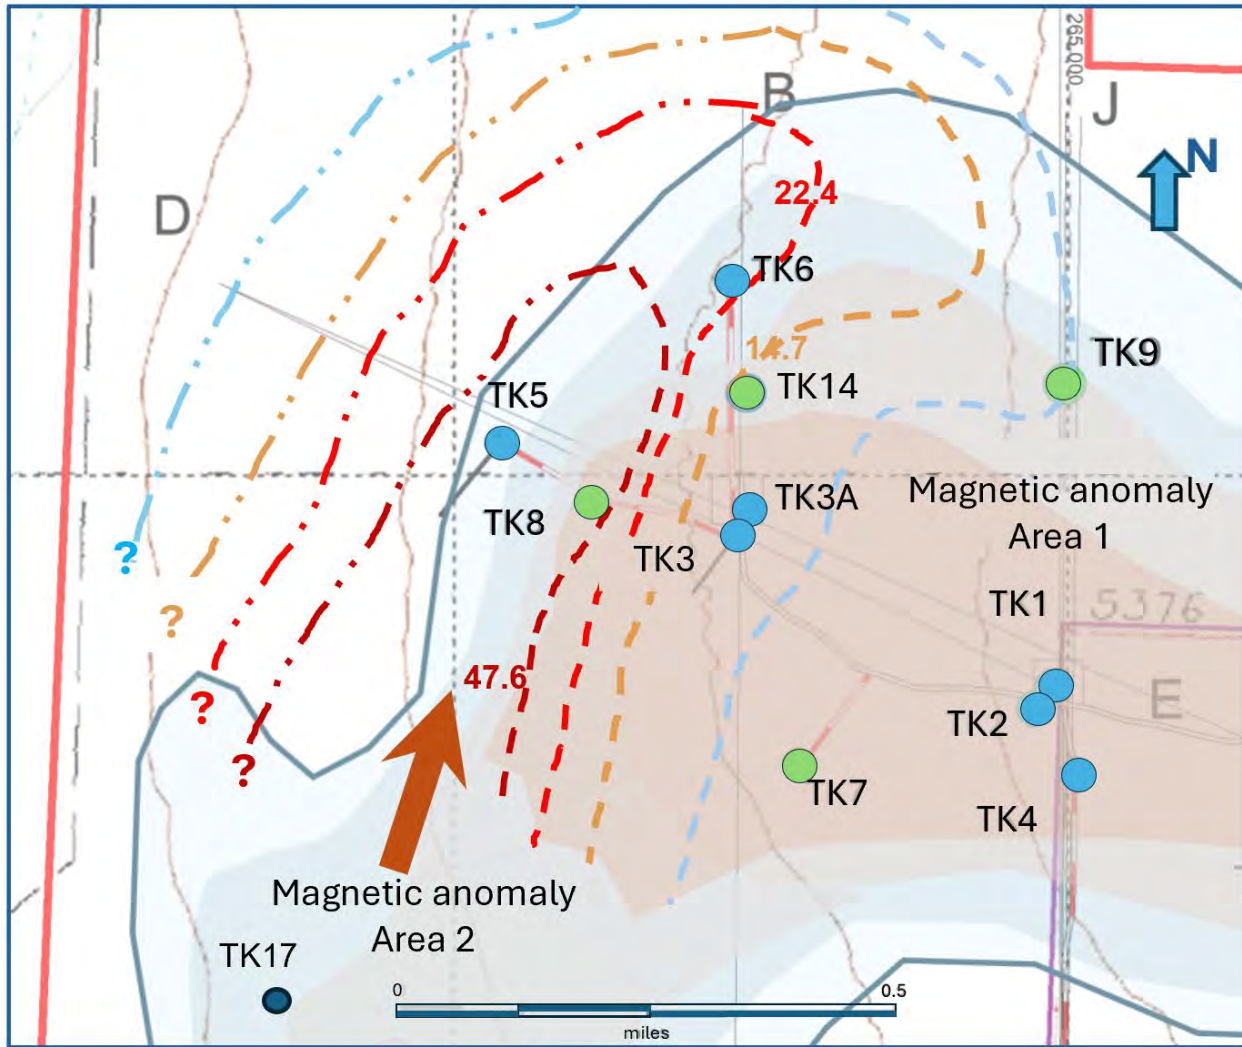 265.000
B
J
N
D
22.4
TK6
14.7
TK9
TK14
TK5
TK3A
Magnetic anomaly
Area 1
TK8
TK3
?
TK1
5376
?
47.6
E
?
TK2
?
TK7
TK4
Magnetic anomaly
Area 2
TK17
0
0.5
miles